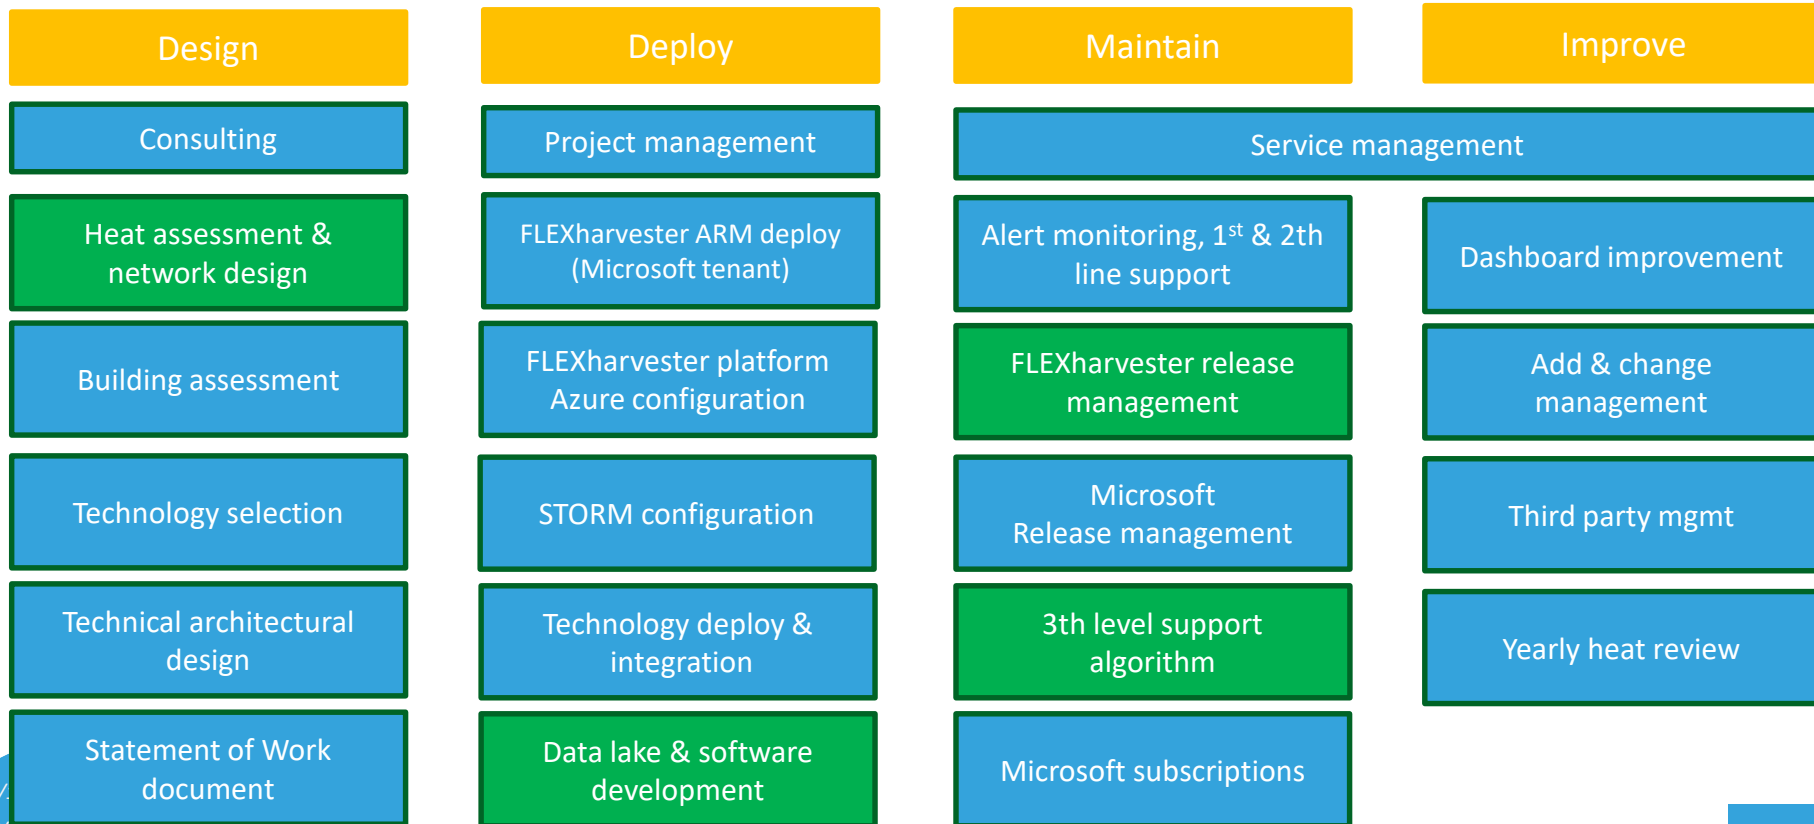 Design
Consulting
Heat assessment &
network design
Building assessment
Technology selection
Technical architectural
design
Statement of Work
document
Deploy
Project management
FLEXharvester ARM deploy
(Microsoft tenant)
FLEXharvester platform
Azure configuration
STORM configuration
Technology deploy &
integration
Data lake & software
development
Maintain
Improve
Service management
Alert monitoring, 1st & 2th
line support
FLEXharvester release
management
Microsoft
Release management
3th level support
algorithm
Microsoft subscriptions
Dashboard improvement
Add & change
management
Third party mgmt
Yearly heat review